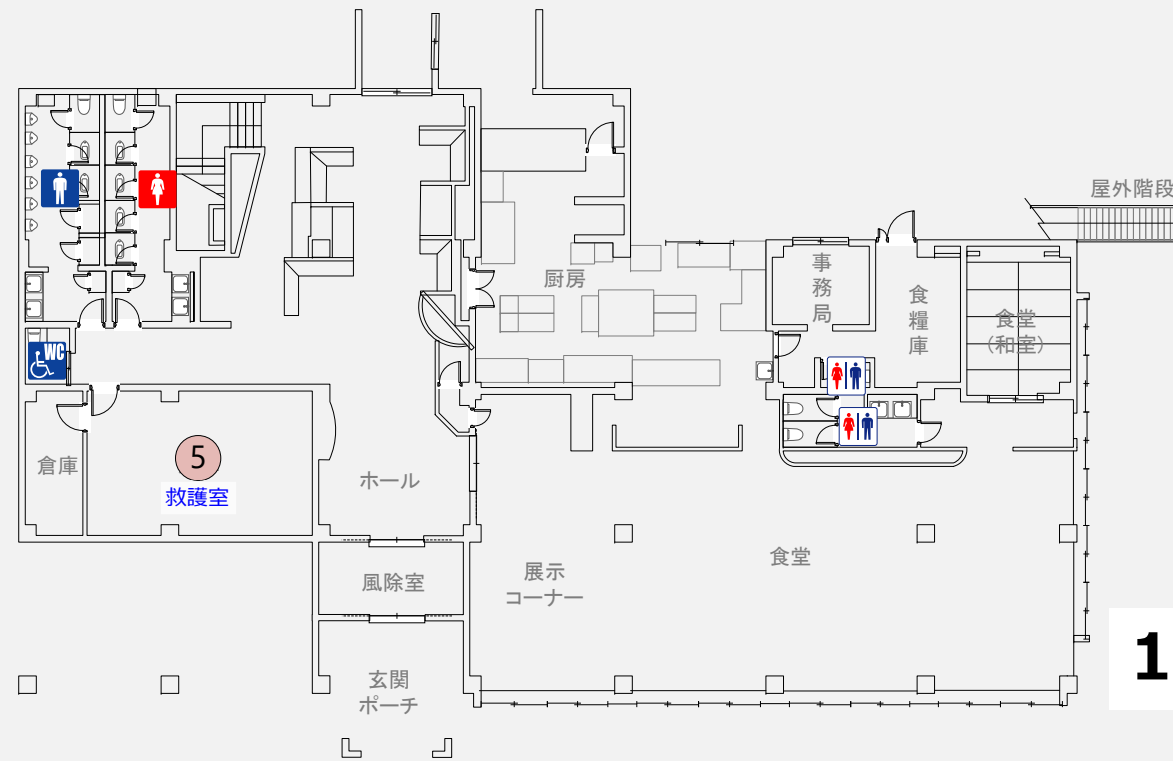 屋外階段
厨房
事
務
局
食
糧
庫
食堂
(和室)
WC
5
救護室
倉庫
ホール
食堂
展示
コーナー
風除室
玄関
ポーチ
1